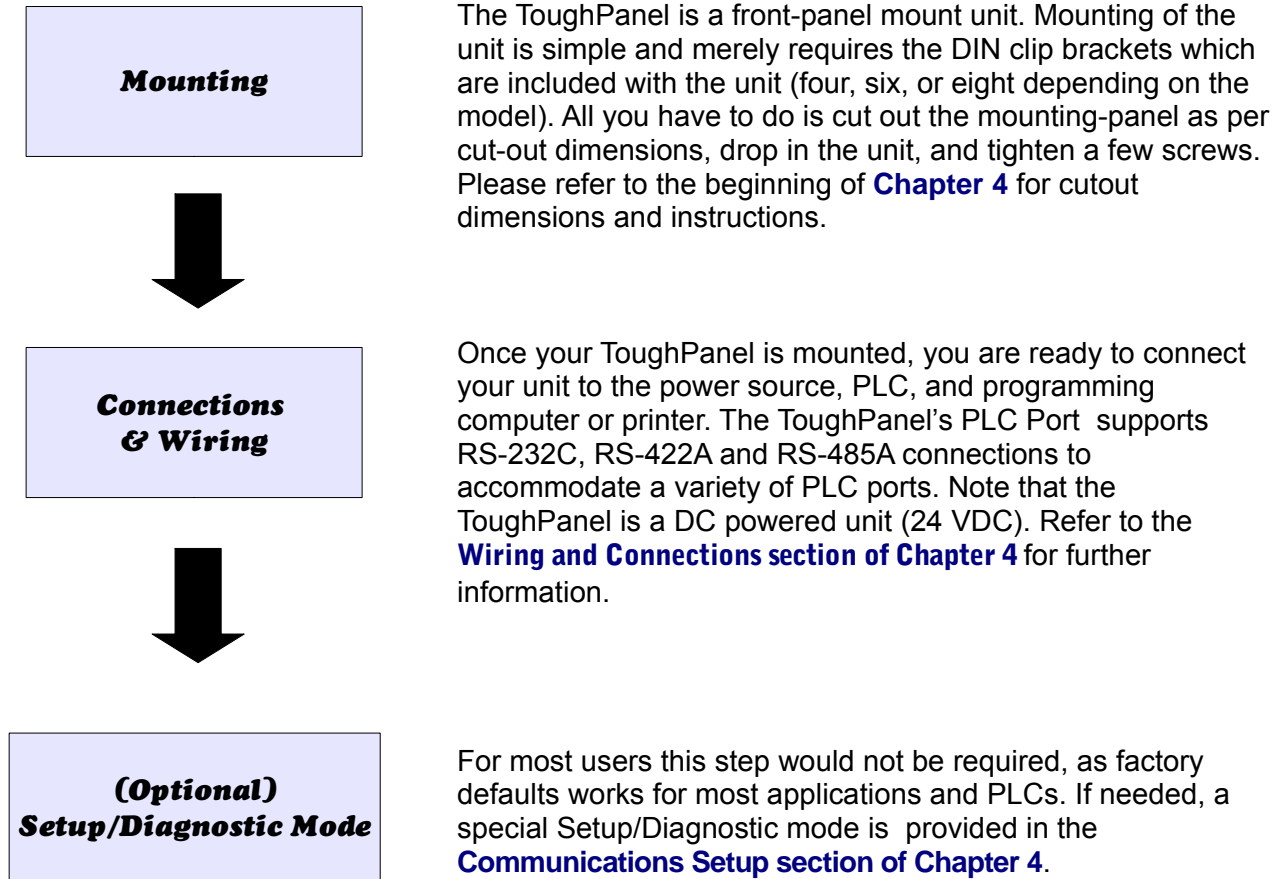 Mounting
The ToughPanel is a front-panel mount unit. Mounting of the
unit is simple and merely requires the DIN clip brackets which
are included with the unit (four, six, or eight depending on the
model). All you have to do is cut out the mounting-panel as per
cut-out dimensions, drop in the unit, and tighten a few screws.
Please refer to the beginning of Chapter 4 for cutout
dimensions and instructions.
Connections
& Wiring
Once your ToughPanel is mounted, you are ready to connect
your unit to the power source, PLC, and programming
computer or printer. The ToughPanel’s PLC Port  supports
RS-232C, RS-422A and RS-485A connections to
accommodate a variety of PLC ports. Note that the
ToughPanel is a DC powered unit (24 VDC). Refer to the
Wiring and Connections section of Chapter 4 for further
information.
(Optional)
Setup/Diagnostic Mode
For most users this step would not be required, as factory
defaults works for most applications and PLCs. If needed, a
special Setup/Diagnostic mode is  provided in the
Communications Setup section of Chapter 4.